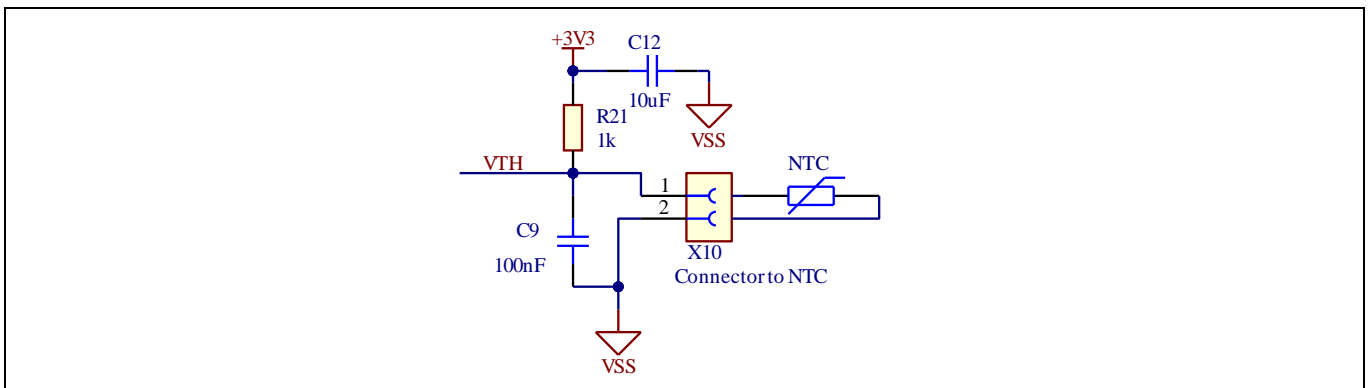 +3V3
C12
10uF
VSS
R21
1k
VTH
NTC
1
2
C9
100nF
X10
Connector to NTC
VSS